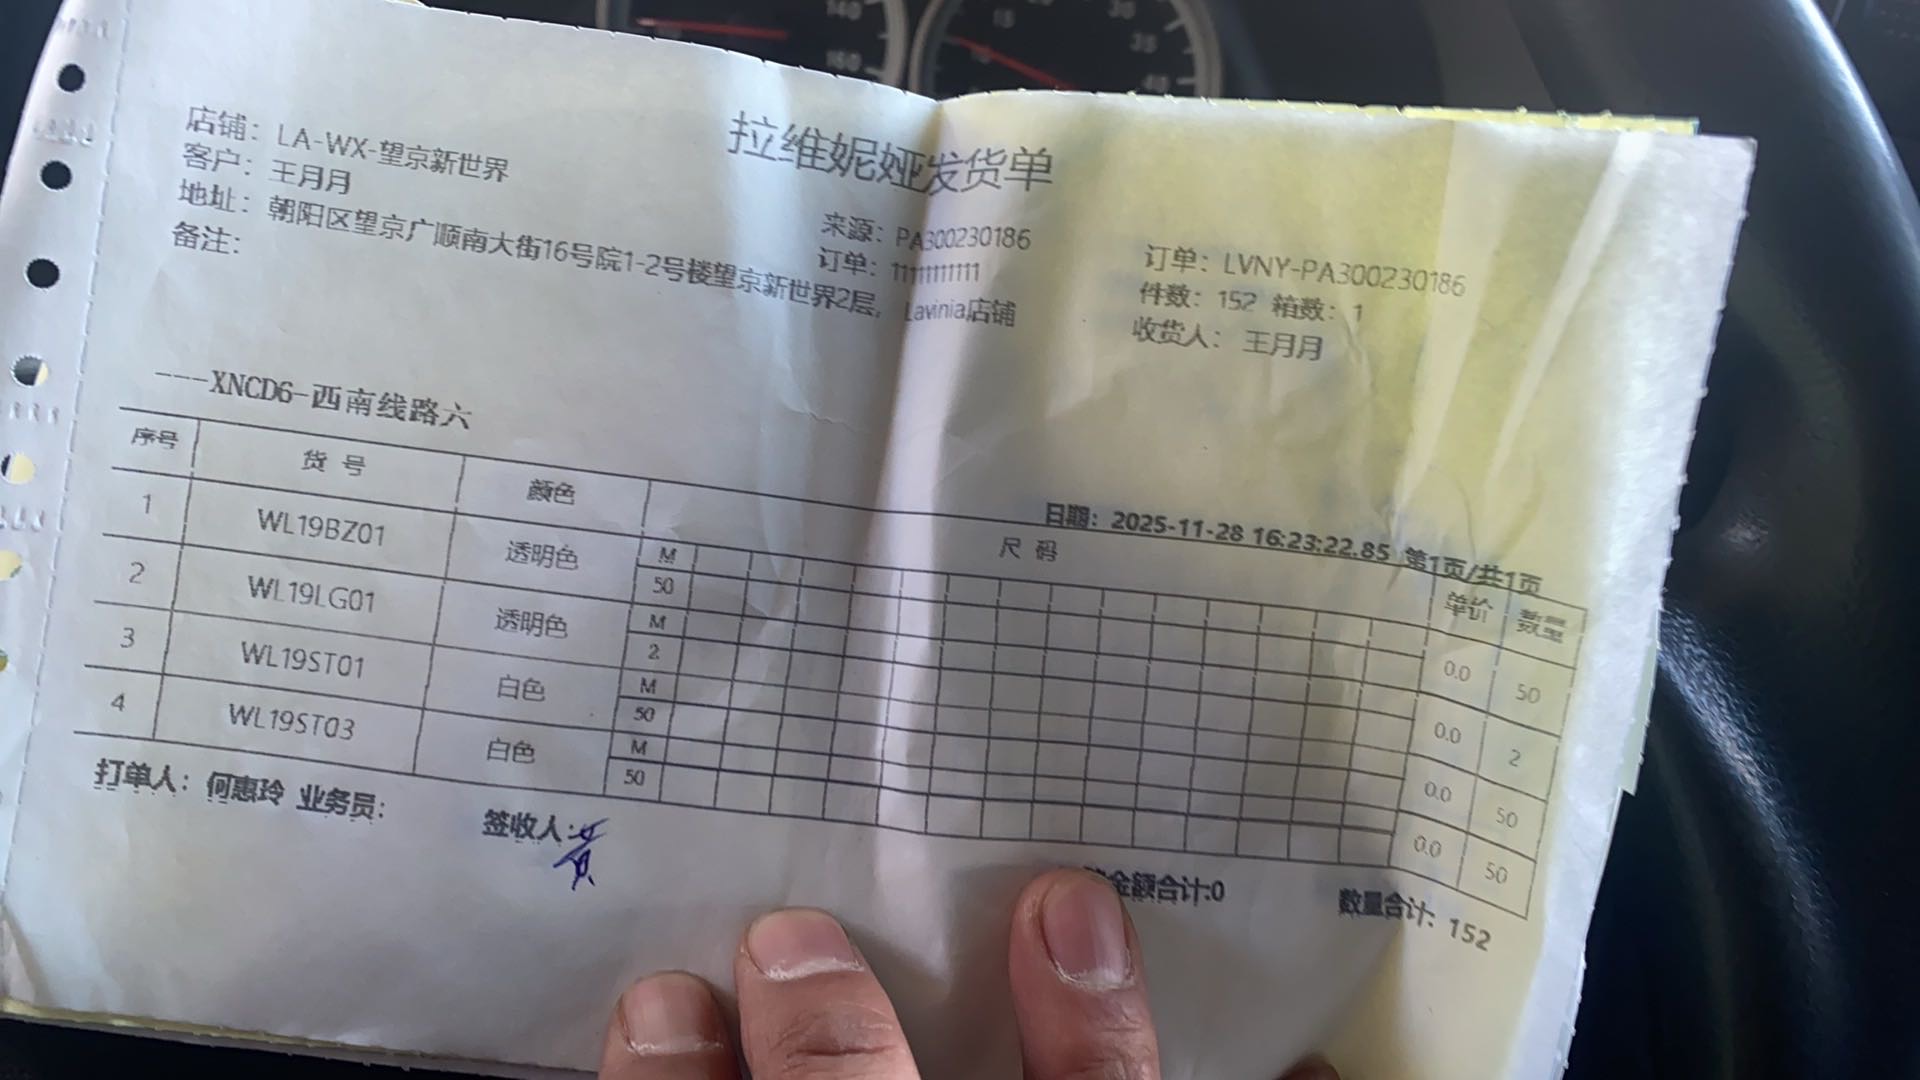 140
160
15
30
35
40
拉维妮娅发货单
店铺：LA-WX-望京新世界
客户：王月月
来源：PA300230186
订单：11111111111
订单：LVNY-PA300230186
地址：朝阳区望京广顺南大街16号院1-2号楼望京新世界2层，Lavinia店铺
件数：152 箱数：1
备注：
收货人：王月月
---XNCD6-西南线路六
日期：2025-11-28 16:23:22.85 第1页/共1页
序号 货号 颜色 尺码 单价 数量
1 WL19BZ01 透明色 M 0.0 50
50
2 WL19LG01 透明色 M 0.0 2
2
3 WL19ST01 白色 M 0.0 50
50
4 WL19ST03 白色 M 0.0 50
50
打单人：何惠玲 业务员： 签收人：黄 金额合计:0 数量合计：152